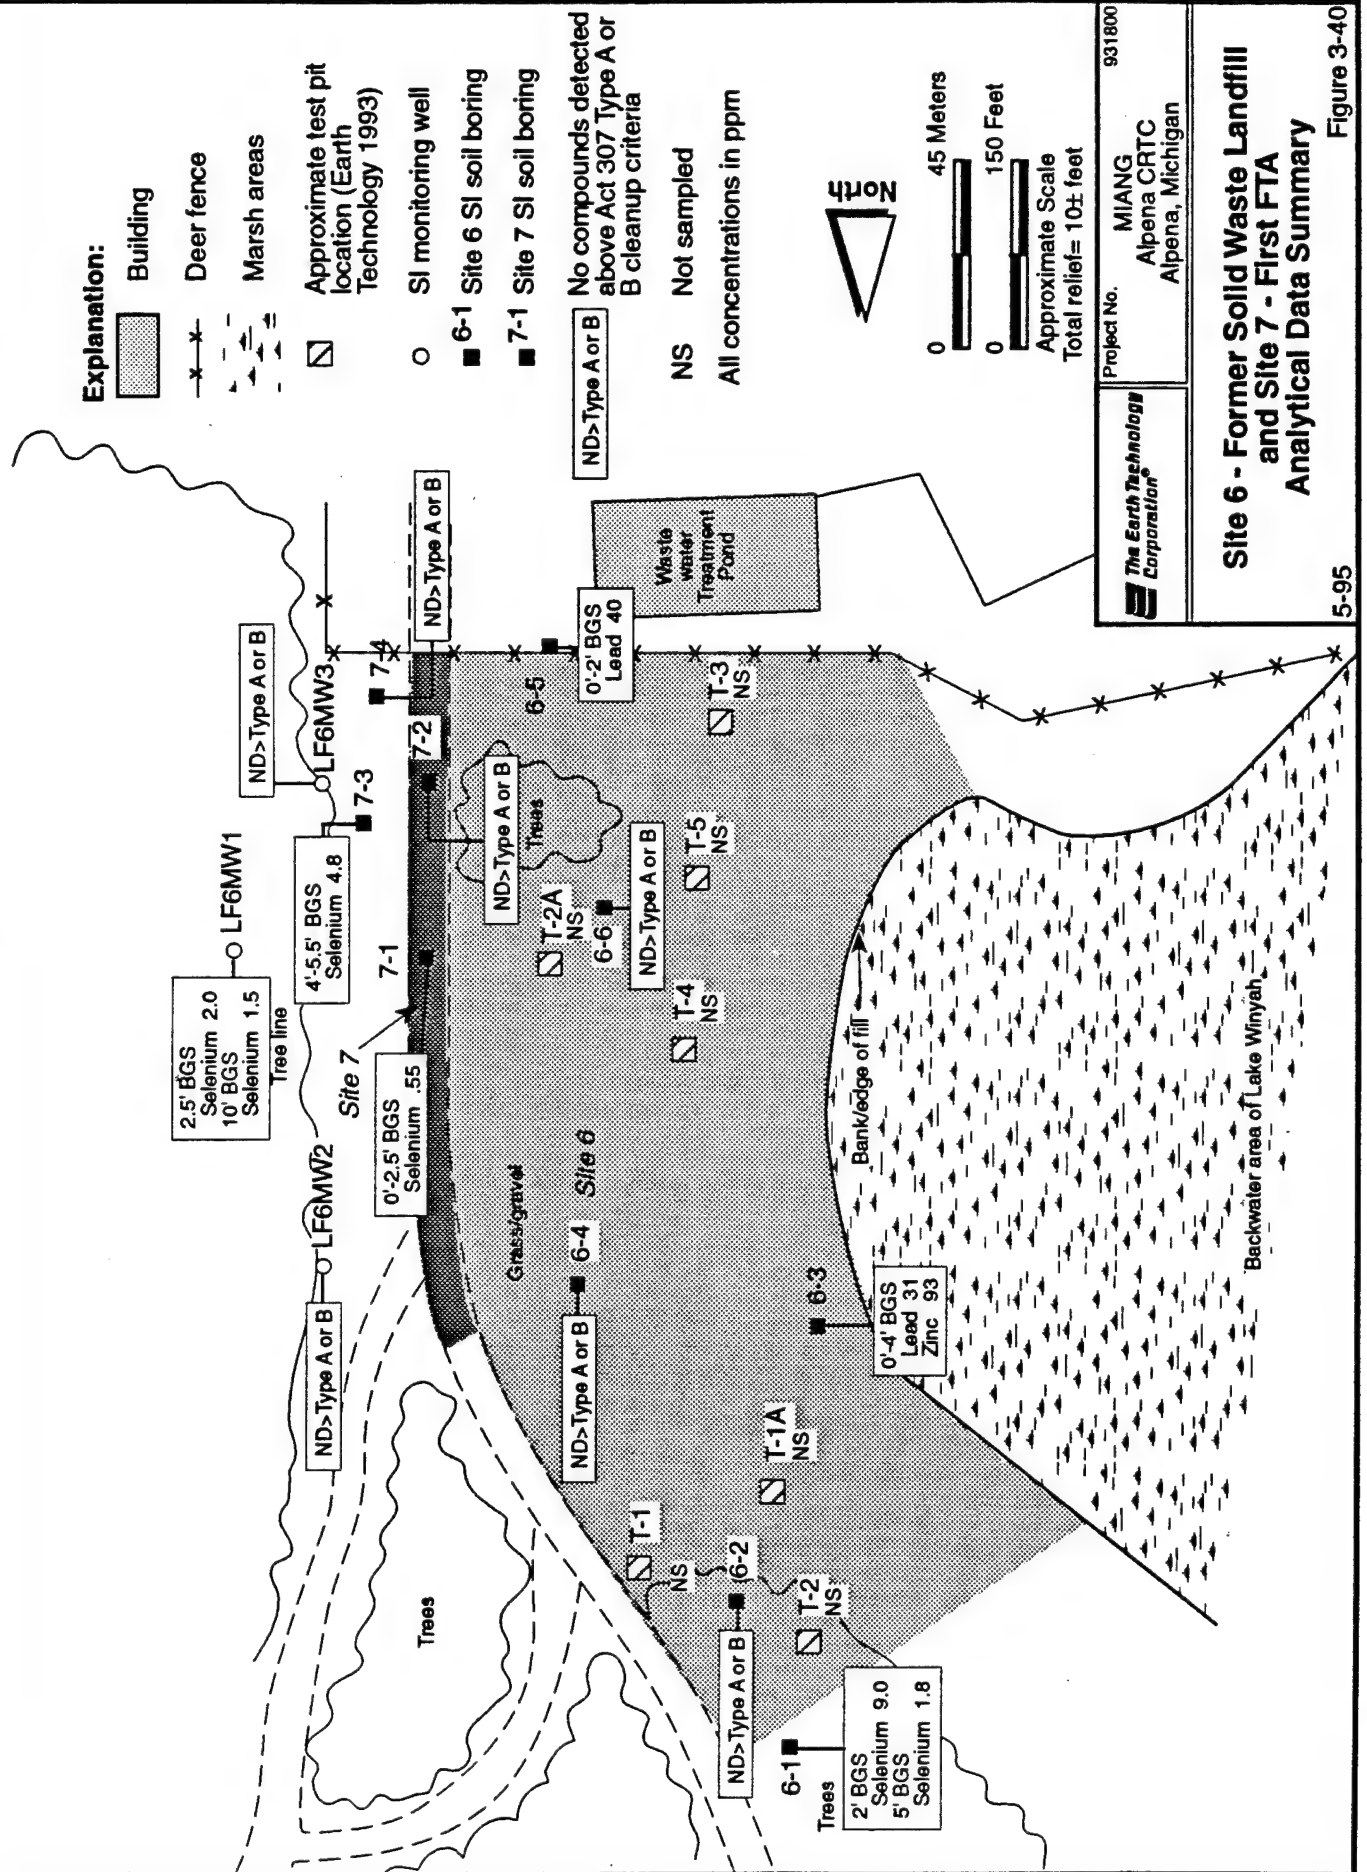 Explanation:
Building
Deer fence
Marsh areas
Approximate test pit
location (Earth
Technology 1993)
SI monitoring well
6-1 Site 6 SI soil boring
7-1 Site 7 SI soil boring
ND>Type A or B
No compounds detected
above Act 307 Type A or
B cleanup criteria
NS Not sampled
All concentrations in ppm
North
0 45 Meters
0 150 Feet
Approximate Scale
Total relief= 10± feet
2.5' BGS
Selenium 2.0
10' BGS
Selenium 1.5
LF6MW1
Tree line
ND>Type A or B
LF6MW3
LF6MW2
ND>Type A or B
4'-5.5' BGS
Selenium 4.8
7-3
7-4
ND>Type A or B
Site 7
7-1
7-2
0'-2.5' BGS
Selenium .55
ND>Type A or B
Trees
6-5
0'-2' BGS
Lead 40
Waste
water
Treatment
Pond
Trees
Grass/gravel
Site 6
6-4
ND>Type A or B
T-2A
NS
6-6
ND>Type A or B
T-3
NS
T-5
NS
T-4
NS
T-1
NS
6-2
ND>Type A or B
T-1A
NS
T-2
NS
6-3
0'-4' BGS
Lead 31
Zinc 93
Bank/edge of fill
6-1
Trees
2' BGS
Selenium 9.0
5' BGS
Selenium 1.8
Backwater area of Lake Winyah
The Earth Technology
Corporation®
Project No. 931800
MIANG
Alpena CRTC
Alpena, Michigan
Site 6 - Former Solid Waste Landfill
and Site 7 - First FTA
Analytical Data Summary
5-95
Figure 3-40